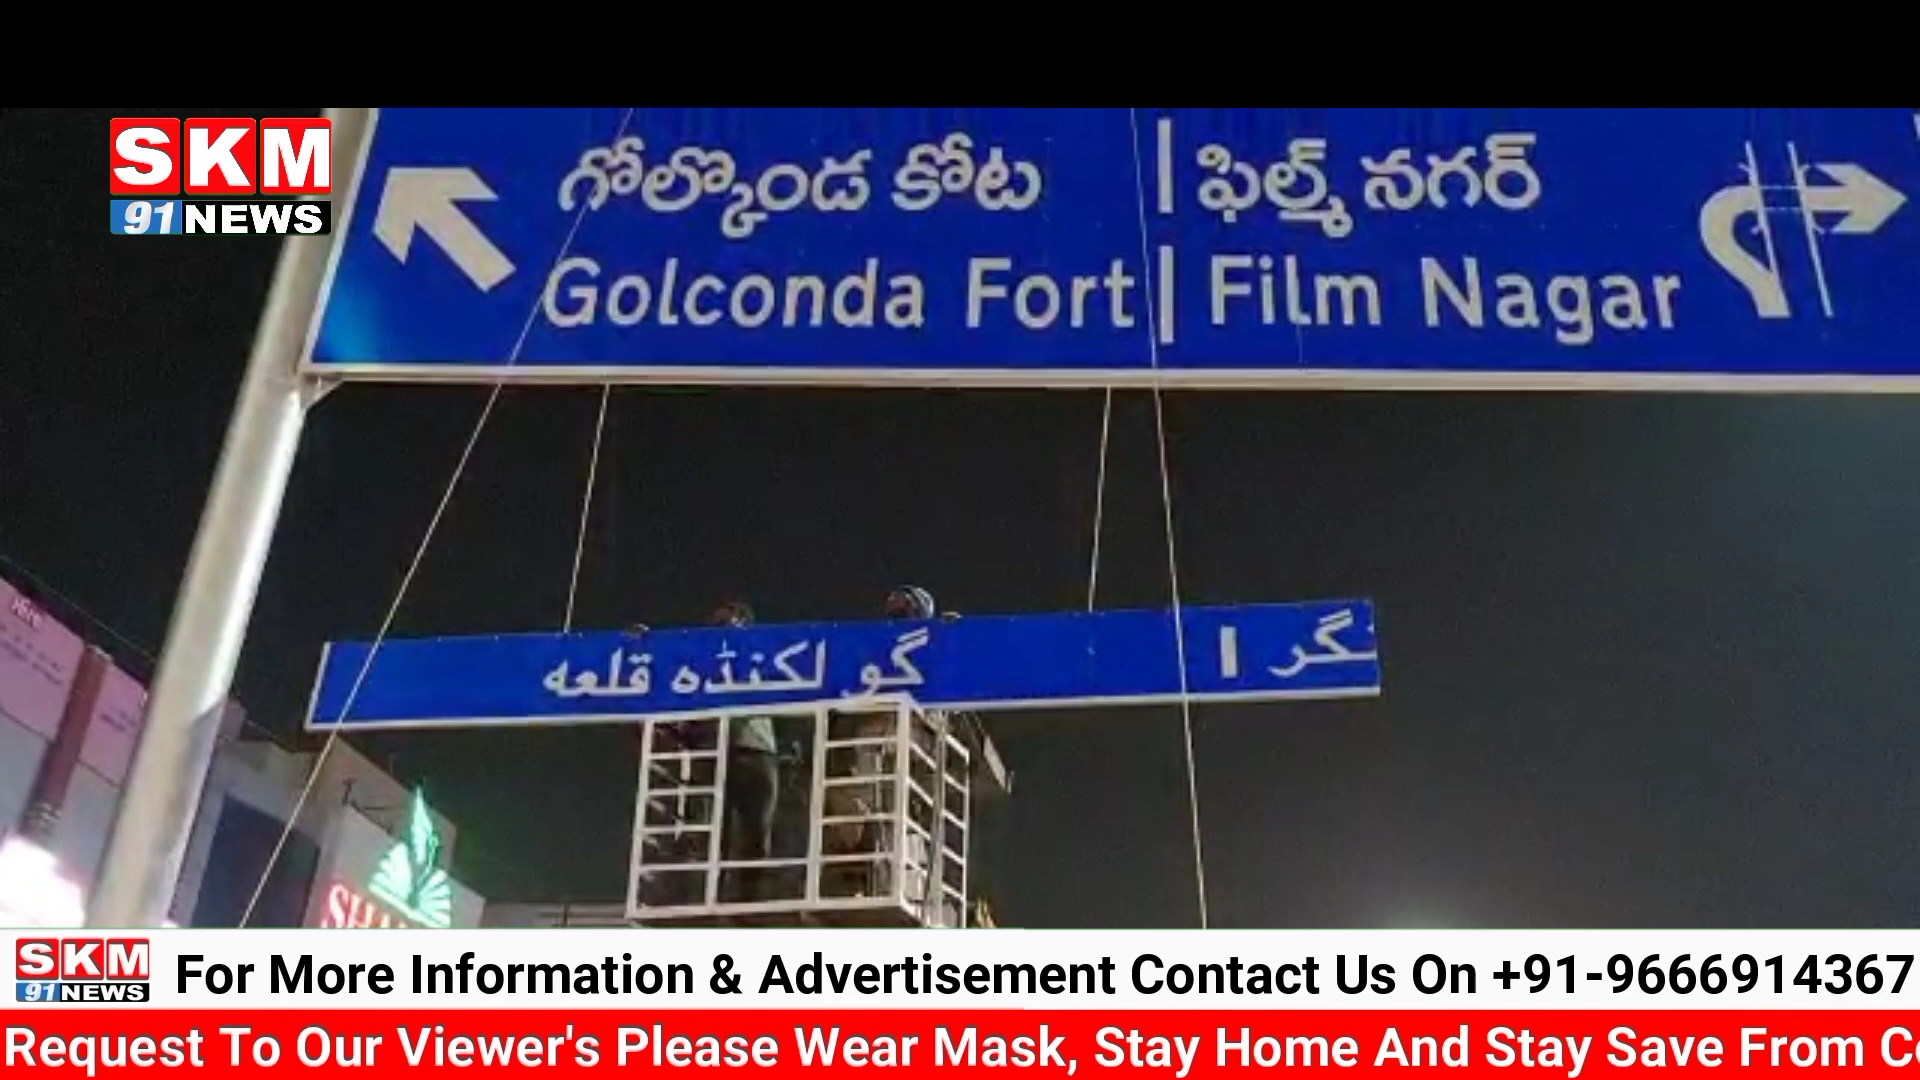 SKM
91 NEWS
గోల్కొండ కోట | ఫిల్మ్ నగర్
Golconda Fort | Film Nagar
گولکنڈہ قلعہ | نگر
SKM
91 NEWS
For More Information & Advertisement Contact Us On +91-9666914367
Request To Our Viewer's Please Wear Mask, Stay Home And Stay Save From